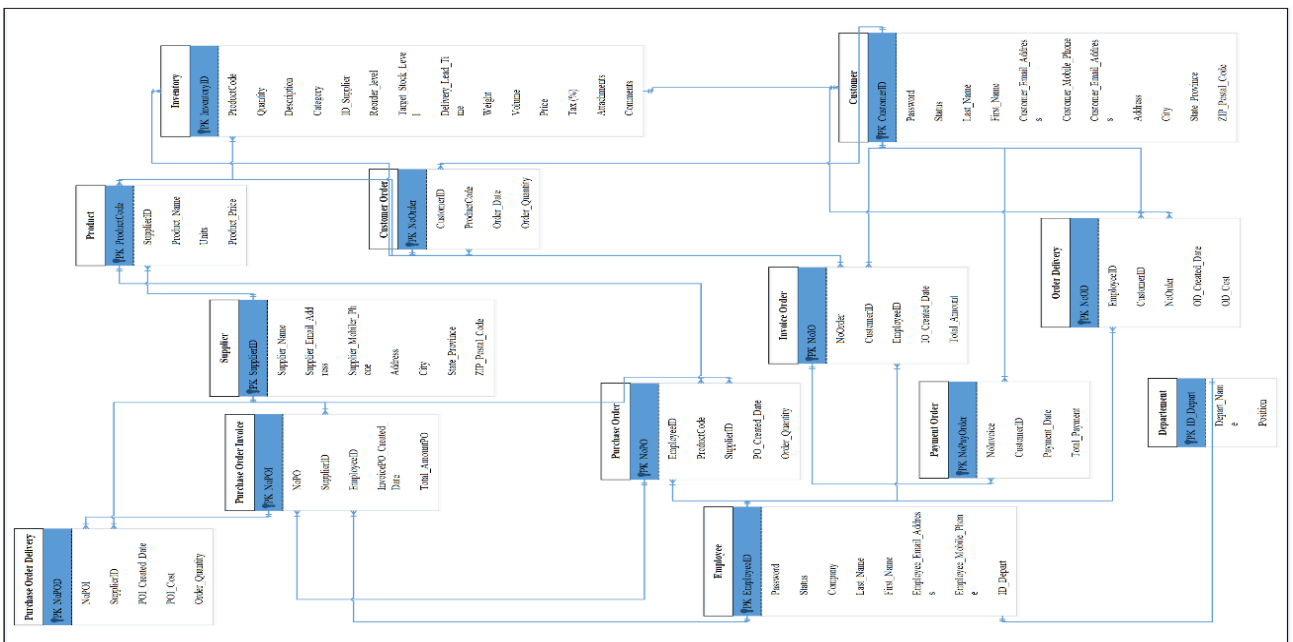 Inventory
PK InventoryID
ProductCode
Quantity
Description
Category
ID_Supplier
Reorder_level
Target Stock_Leve
l
Delivery_Lead_Ti
me
Weight
Volume
Price
Tax (%)
Attachments
Comments
Customer
PK CustomerID
Password
Status
Last_Name
First_Name
Customer_Email_Addres
s
Customer_Mobile_Phone
Customer_Email_Addres
s
Address
City
State_Province
ZIP_Postal_Code
Product
PK ProductCode
SupplierID
Product_Name
Units
Product_Price
Customer Order
PK NoOrder
CustomerID
ProductCode
Order_Date
Order_Quantity
Order Delivery
PK NoOD
EmployeeID
CustomerID
NoOrder
OD_Created_Date
OD_Cost
Supplier
PK SupplierID
Supplier_Name
Supplier_Email_Add
ress
Supplier_Mobiler_Ph
one
Address
City
State_Province
ZIP_Postal_Code
Invoice Order
PK NoIO
NoOrder
CustomerID
EmployeeID
IO_Created_Date
Total_Amount
Purchase Order Invoice
PK NoPOI
NoPO
SupplierID
EmployeeID
InvoicePO_Created
Date
Total_AmountPO
Purchase Order
PK NoPO
EmployeeID
ProductCode
SupplierID
PO_Created_Date
Order_Quantity
Payment Order
PK NoPayOrder
NoInvoice
CustomerID
Payment_Date
Total_Payment
Departement
PK ID_Depart
Depart_Nam
e
Position
Purchase Order Delivery
PK NoPOD
NoPOI
SupplierID
POI_Created_Date
POI_Cost
Order_Quantity
Employee
PK EmployeeID
Password
Status
Company
Last_Name
First_Name
Employee_Email_Addres
s
Employee_Mobile_Phon
e
ID_Depart